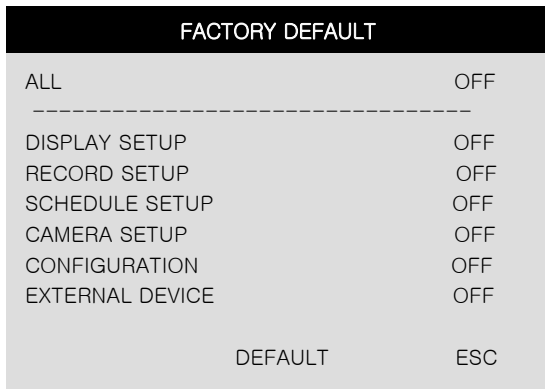 FACTORY DEFAULT
ALL OFF
----------------------------------
DISPLAY SETUP OFF
RECORD SETUP OFF
SCHEDULE SETUP OFF
CAMERA SETUP OFF
CONFIGURATION OFF
EXTERNAL DEVICE OFF
DEFAULT ESC